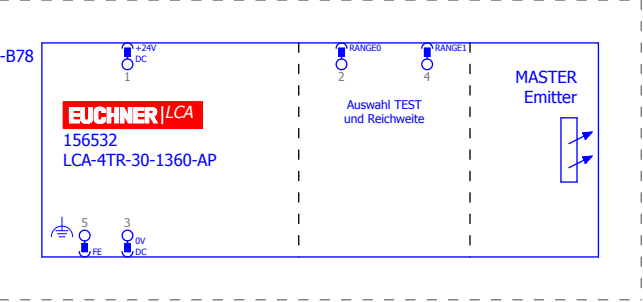 -B78
+24V
DC
1
RANGE0
2
RANGE1
4
MASTER
Emitter
EUCHNER|LCA
156532
LCA-4TR-30-1360-AP
Auswahl TEST
und Reichweite
5
FE
3
0V
DC